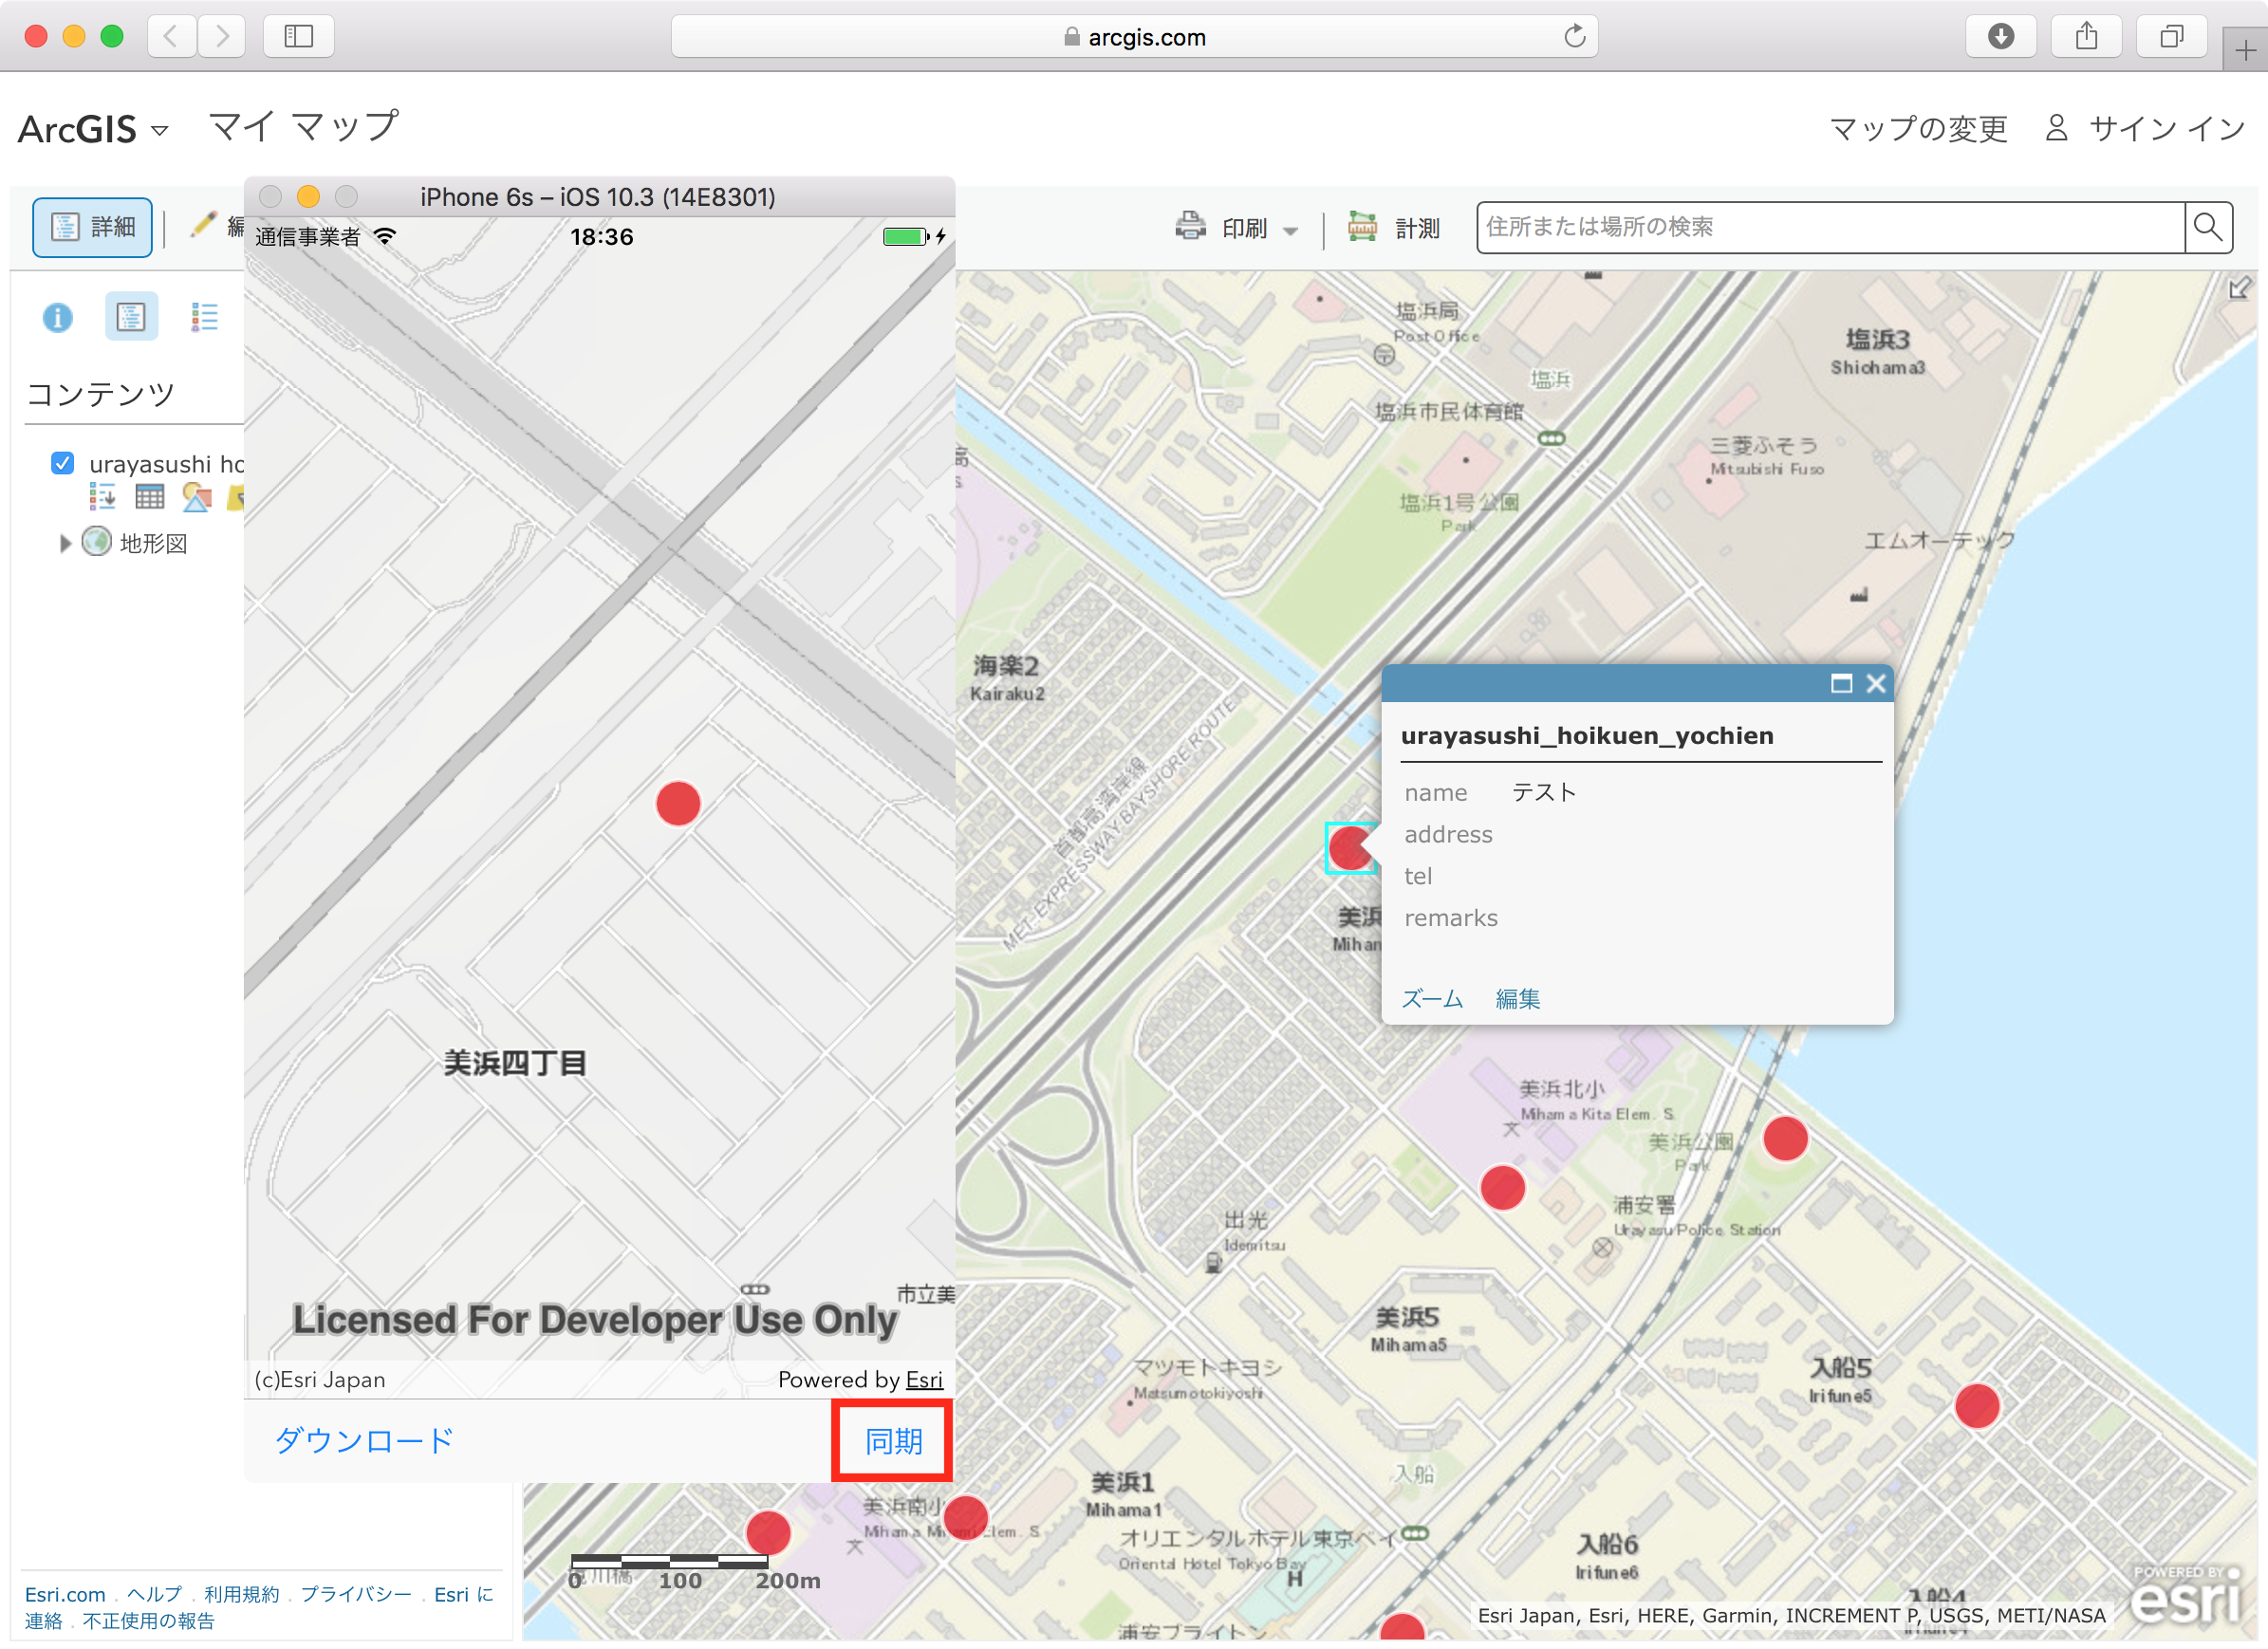 arcgis.com
ArcGIS マイ マップ マップの変更 サイン イン
iPhone 6s – iOS 10.3 (14E8301)
詳細 編
印刷 計測 住所または場所の検索
通信事業者 18:36
コンテンツ
urayasushi ho
地形図
美浜四丁目
市立美
Licensed For Developer Use Only
(c)Esri Japan Powered by Esri
ダウンロード 同期
塩浜局
Post Office
塩浜3
Shiohama3
塩浜
塩浜市民体育館
三菱ふそう
Mitsubishi Fuso
塩浜1号公園
Park
エムオーテック
海楽2
Kairaku2
首都高湾岸線
MET. EXPRESSWAY BAYSHORE ROUTE
urayasushi_hoikuen_yochien
name テスト
address
tel
remarks
ズーム 編集
美浜
Miham
美浜北小
Mihama Kita Elem. S.
美浜公園
Park
浦安署
Urayasu Police Station
出光
Idemitsu
美浜5
Mihama5
マツモトキヨシ
Matsumotokiyoshi
入船5
Irifune5
入船
美浜1
Mihama1
美浜南小
Mihama Minami Elem. S.
オリエンタルホテル東京ベイ
Oriental Hotel Tokyo Bay
H
入船6
Irifune6
入船4
浦安ブライトン
0 100 200m
POWERED BY
esri
Esri Japan, Esri, HERE, Garmin, INCREMENT P, USGS, METI/NASA
Esri.com . ヘルプ . 利用規約 . プライバシー . Esri に
連絡 . 不正使用の報告